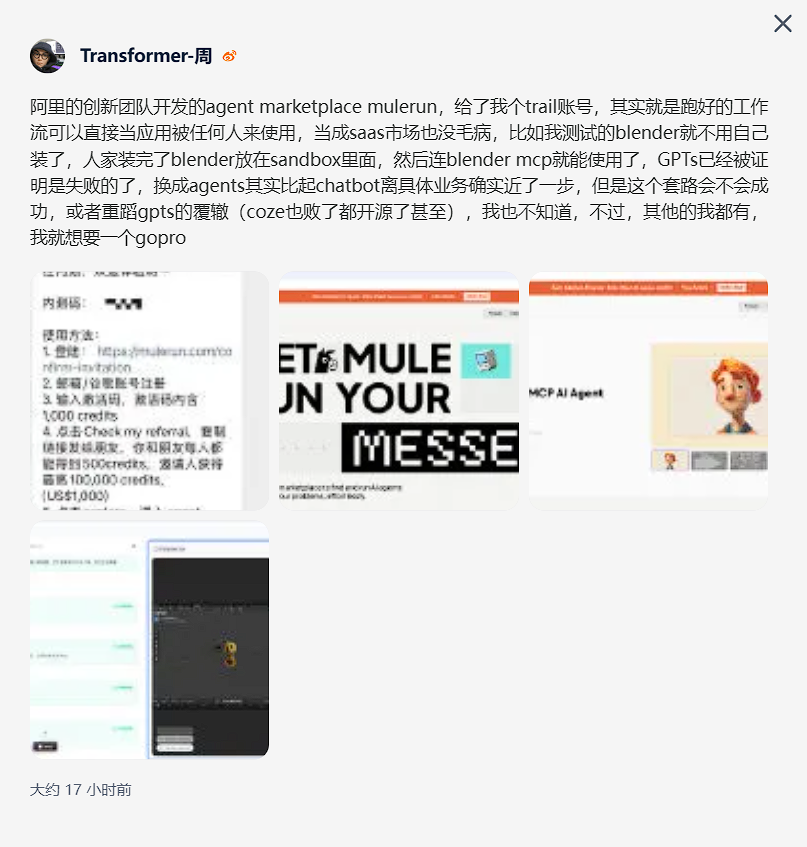 Transformer-周
阿里的创新团队开发的agent marketplace mulerun，给了我个trail账号，其实就是跑好的工作
流可以直接当应用被任何人来使用，当成saas市场也没毛病，比如我测试的blender就不用自己
装了，人家装完了blender放在sandbox里面，然后连blender mcp就能使用了，GPTs已经被证
明是失败的了，换成agents其实比起chatbot离具体业务确实近了一步，但是这个套路会不会成
功，或者重蹈gpts的覆辙（coze也败了都开源了甚至），我也不知道，不过，其他的我都有，
我就想要一个gopro
内测码：
使用方法：
1. 登陆： https://mulerun.com/co
nfirm-invitation
2. 邮箱/谷歌账号注册
3. 输入激活码，激活码内含
1,000 credits
4. 点击Check my referral，复制
链接发给朋友，你和朋友每人都
能得到500credits，邀请人获得
最高100,000 credits，
(US$1,000)
ET MULE
UN YOUR
MESSE
MCP AI Agent
大约 17 小时前